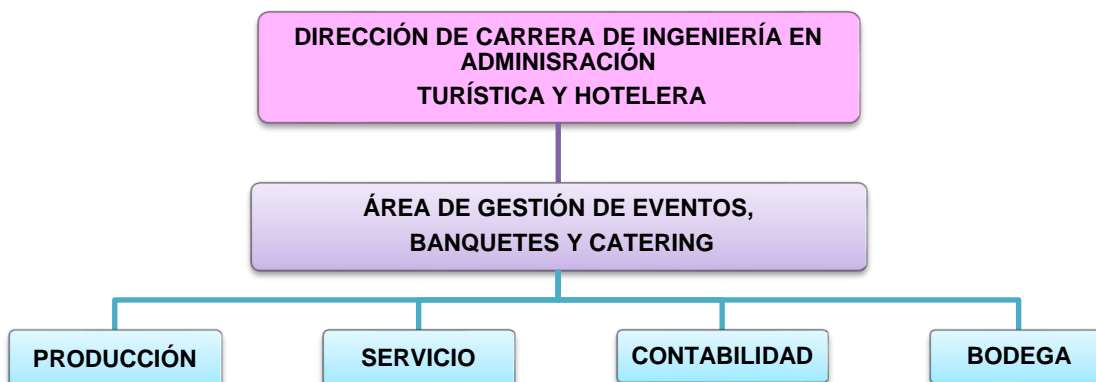 DIRECCIÓN DE CARRERA DE INGENIERÍA EN
ADMINISRACIÓN
TURÍSTICA Y HOTELERA
ÁREA DE GESTIÓN DE EVENTOS,
BANQUETES Y CATERING
PRODUCCIÓN
SERVICIO
CONTABILIDAD
BODEGA